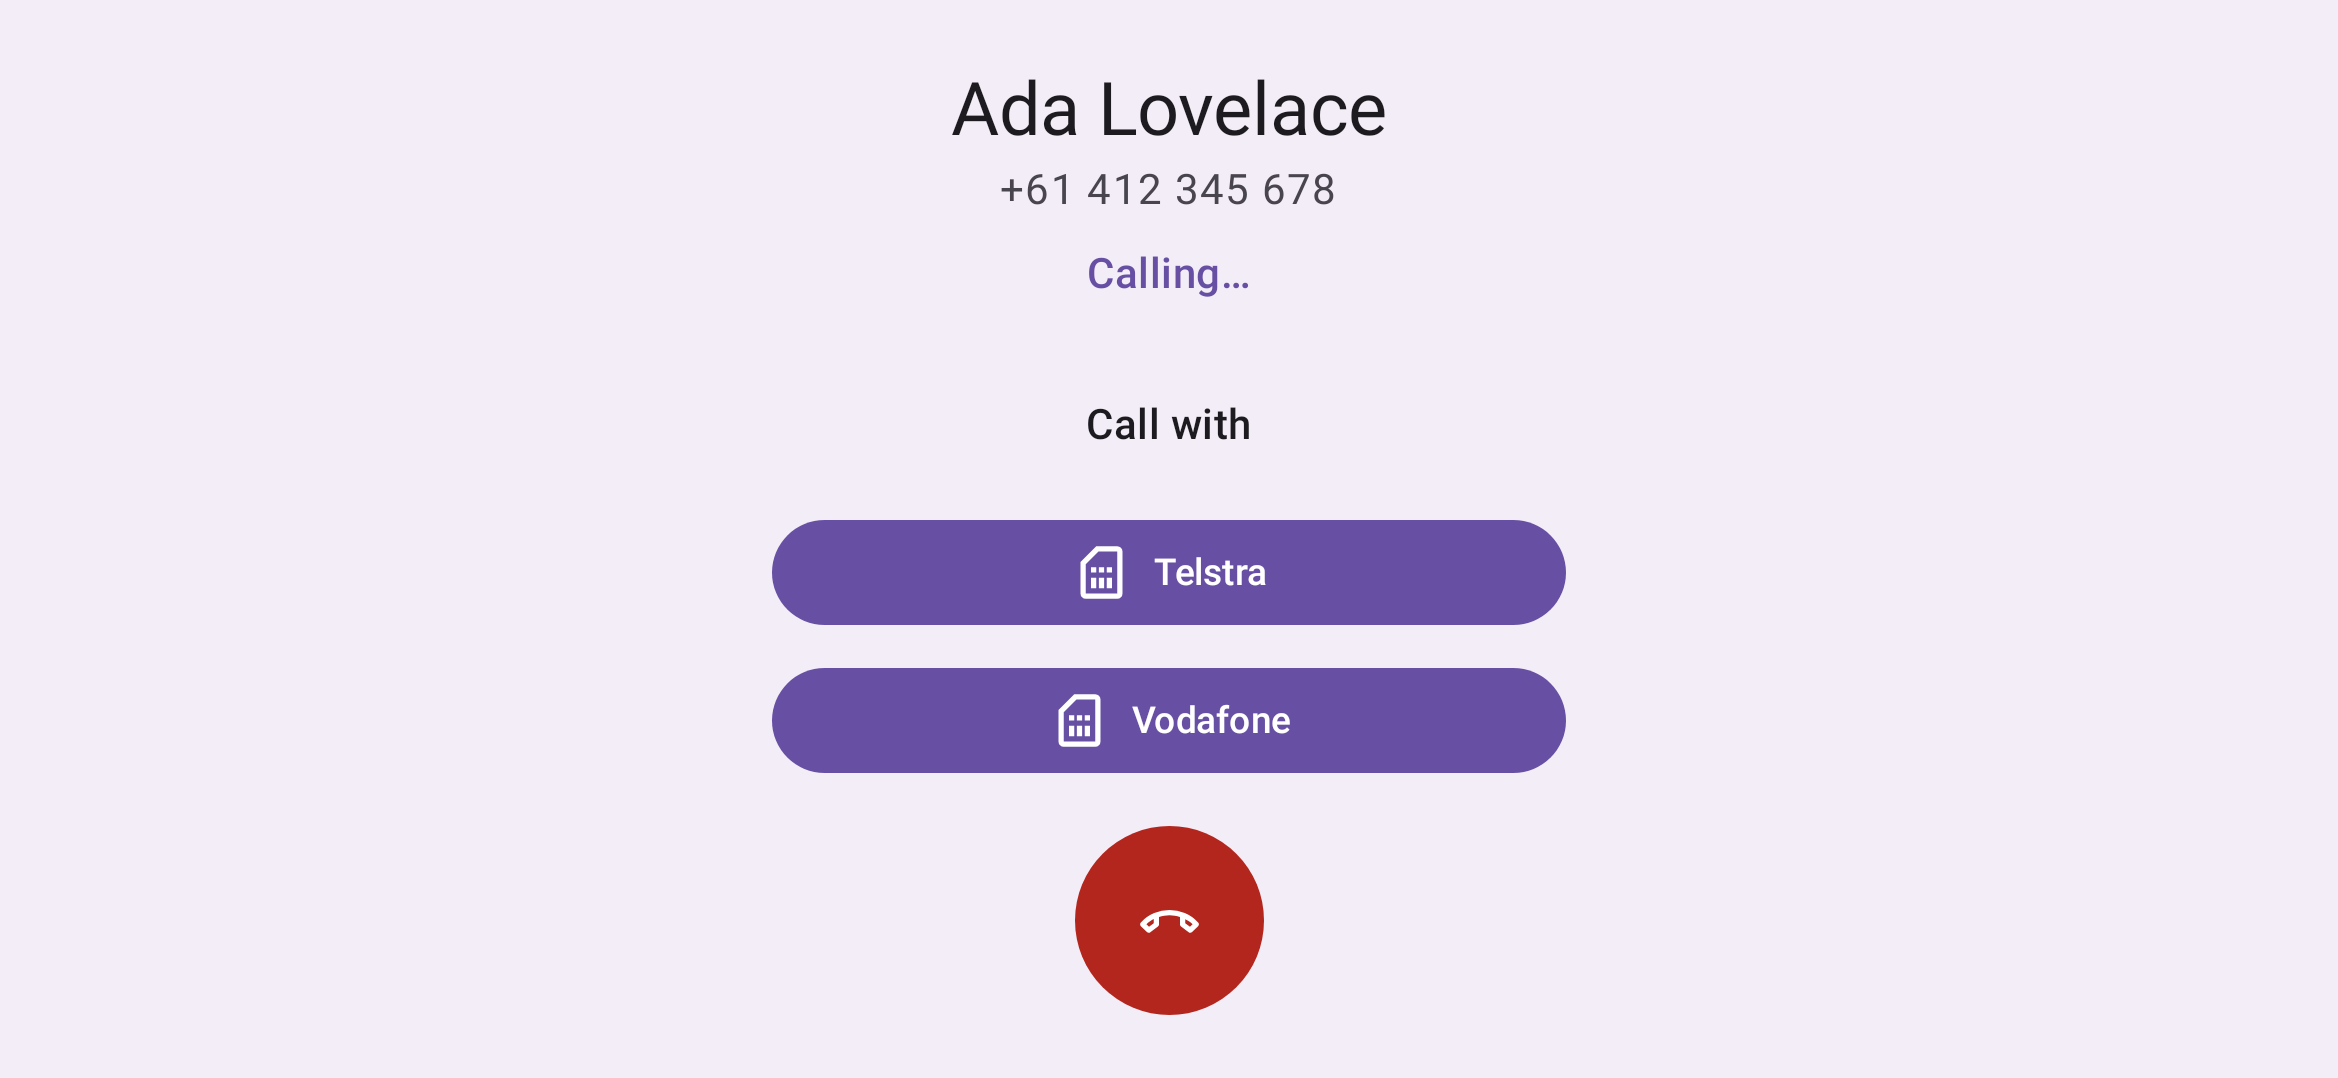 Ada Lovelace
+61 412 345 678
Calling…
Call with
Telstra
Vodafone